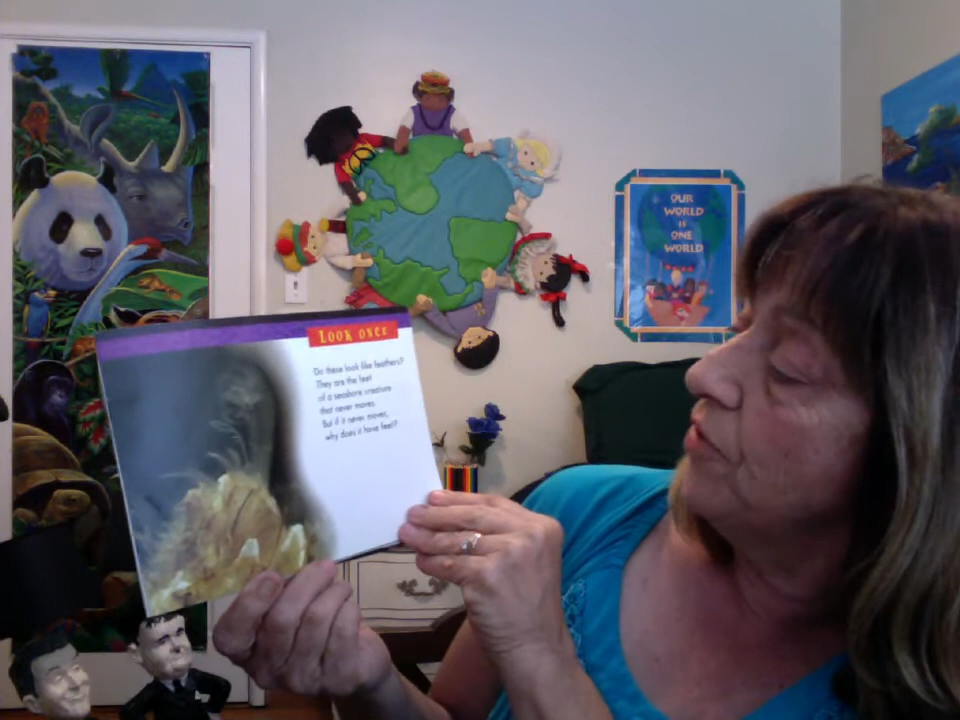 OUR
WORLD
IS
ONE
WORLD
LOOK ONCE
Do these look like feathers?
They are the feet
of a seashore creature
that never moves.
But if it never moves,
why does it have feet?